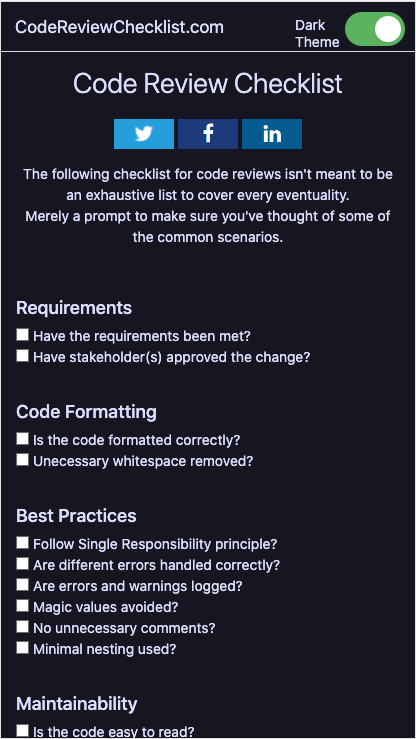 CodeReviewChecklist.com
Dark
Theme
Code Review Checklist
The following checklist for code reviews isn't meant to be
an exhaustive list to cover every eventuality.
Merely a prompt to make sure you've thought of some of
the common scenarios.
Requirements
Have the requirements been met?
Have stakeholder(s) approved the change?
Code Formatting
Is the code formatted correctly?
Unecessary whitespace removed?
Best Practices
Follow Single Responsibility principle?
Are different errors handled correctly?
Are errors and warnings logged?
Magic values avoided?
No unnecessary comments?
Minimal nesting used?
Maintainability
Is the code easy to read?